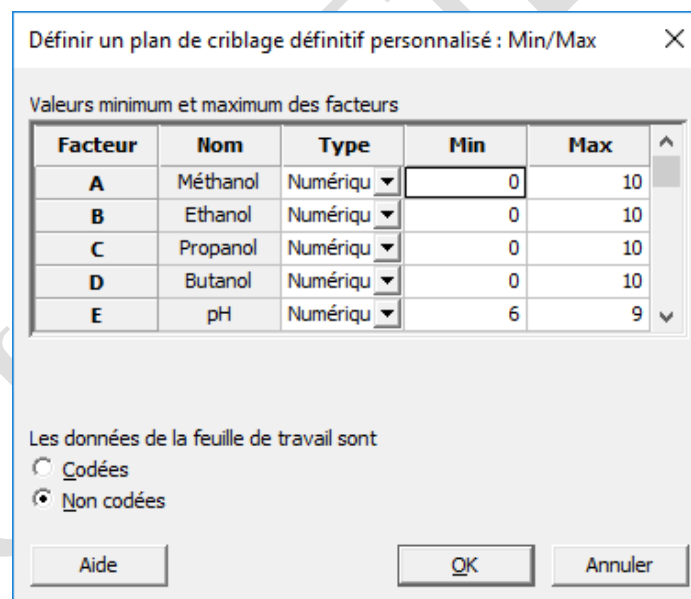 Définir un plan de criblage définitif personnalisé : Min/Max
Valeurs minimum et maximum des facteurs
Facteur Nom Type Min Max
A Méthanol Numériqu 0 10
B Ethanol Numériqu 0 10
C Propanol Numériqu 0 10
D Butanol Numériqu 0 10
E pH Numériqu 6 9
Les données de la feuille de travail sont
Codées
Non codées
Aide OK Annuler